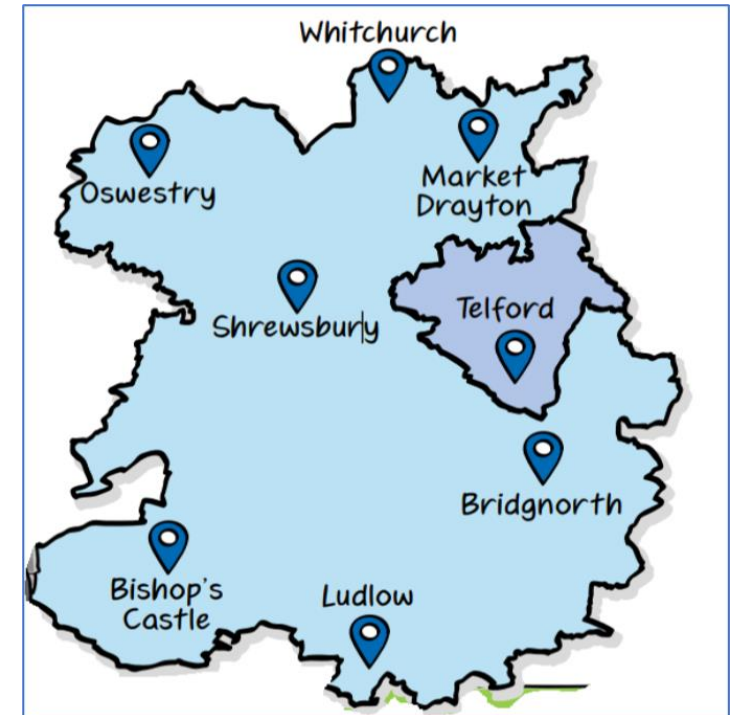 Whitchurch
Oswestry
Market
Drayton
Shrewsbury
Telford
Bridgnorth
Bishop's
Castle
Ludlow